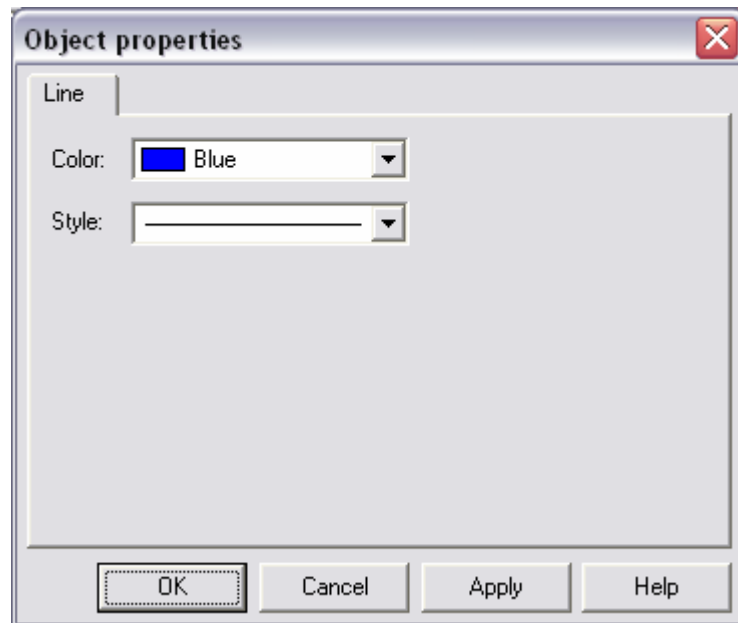 Object properties
Line
Color: Blue
Style:
OK Cancel Apply Help